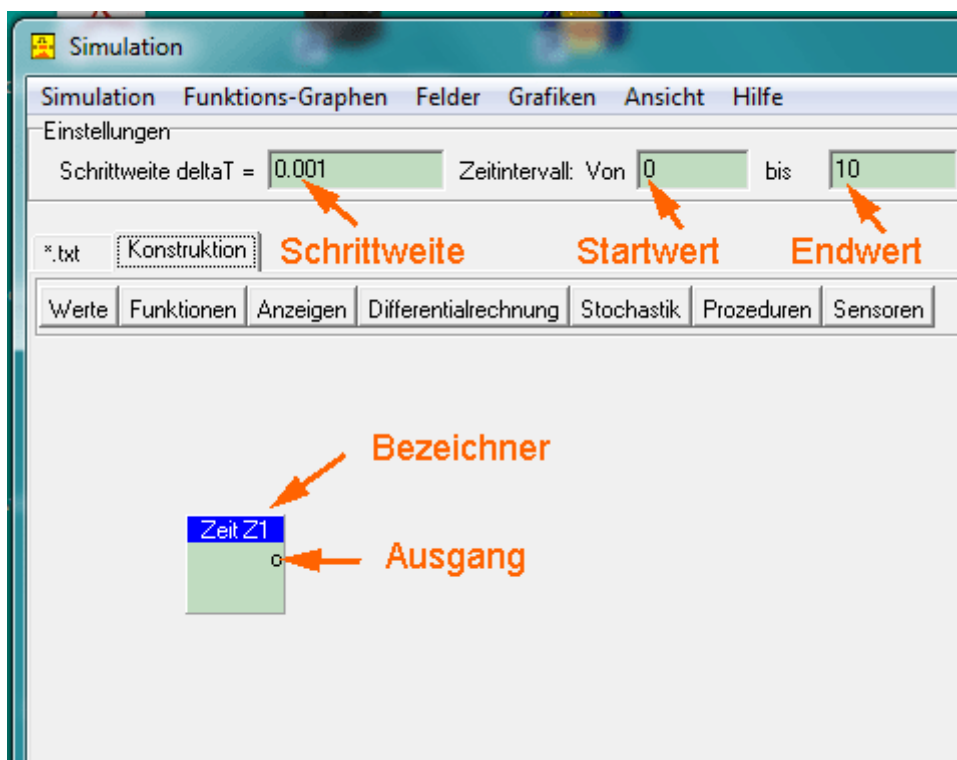 Simulation
Simulation Funktions-Graphen Felder Grafiken Ansicht Hilfe
Einstellungen
Schrittweite deltaT = 0.001 Zeitintervall: Von 0 bis 10
*.txt Konstruktion Schrittweite Startwert Endwert
Werte Funktionen Anzeigen Differentialrechnung Stochastik Prozeduren Sensoren
Bezeichner
Zeit Z1
o Ausgang